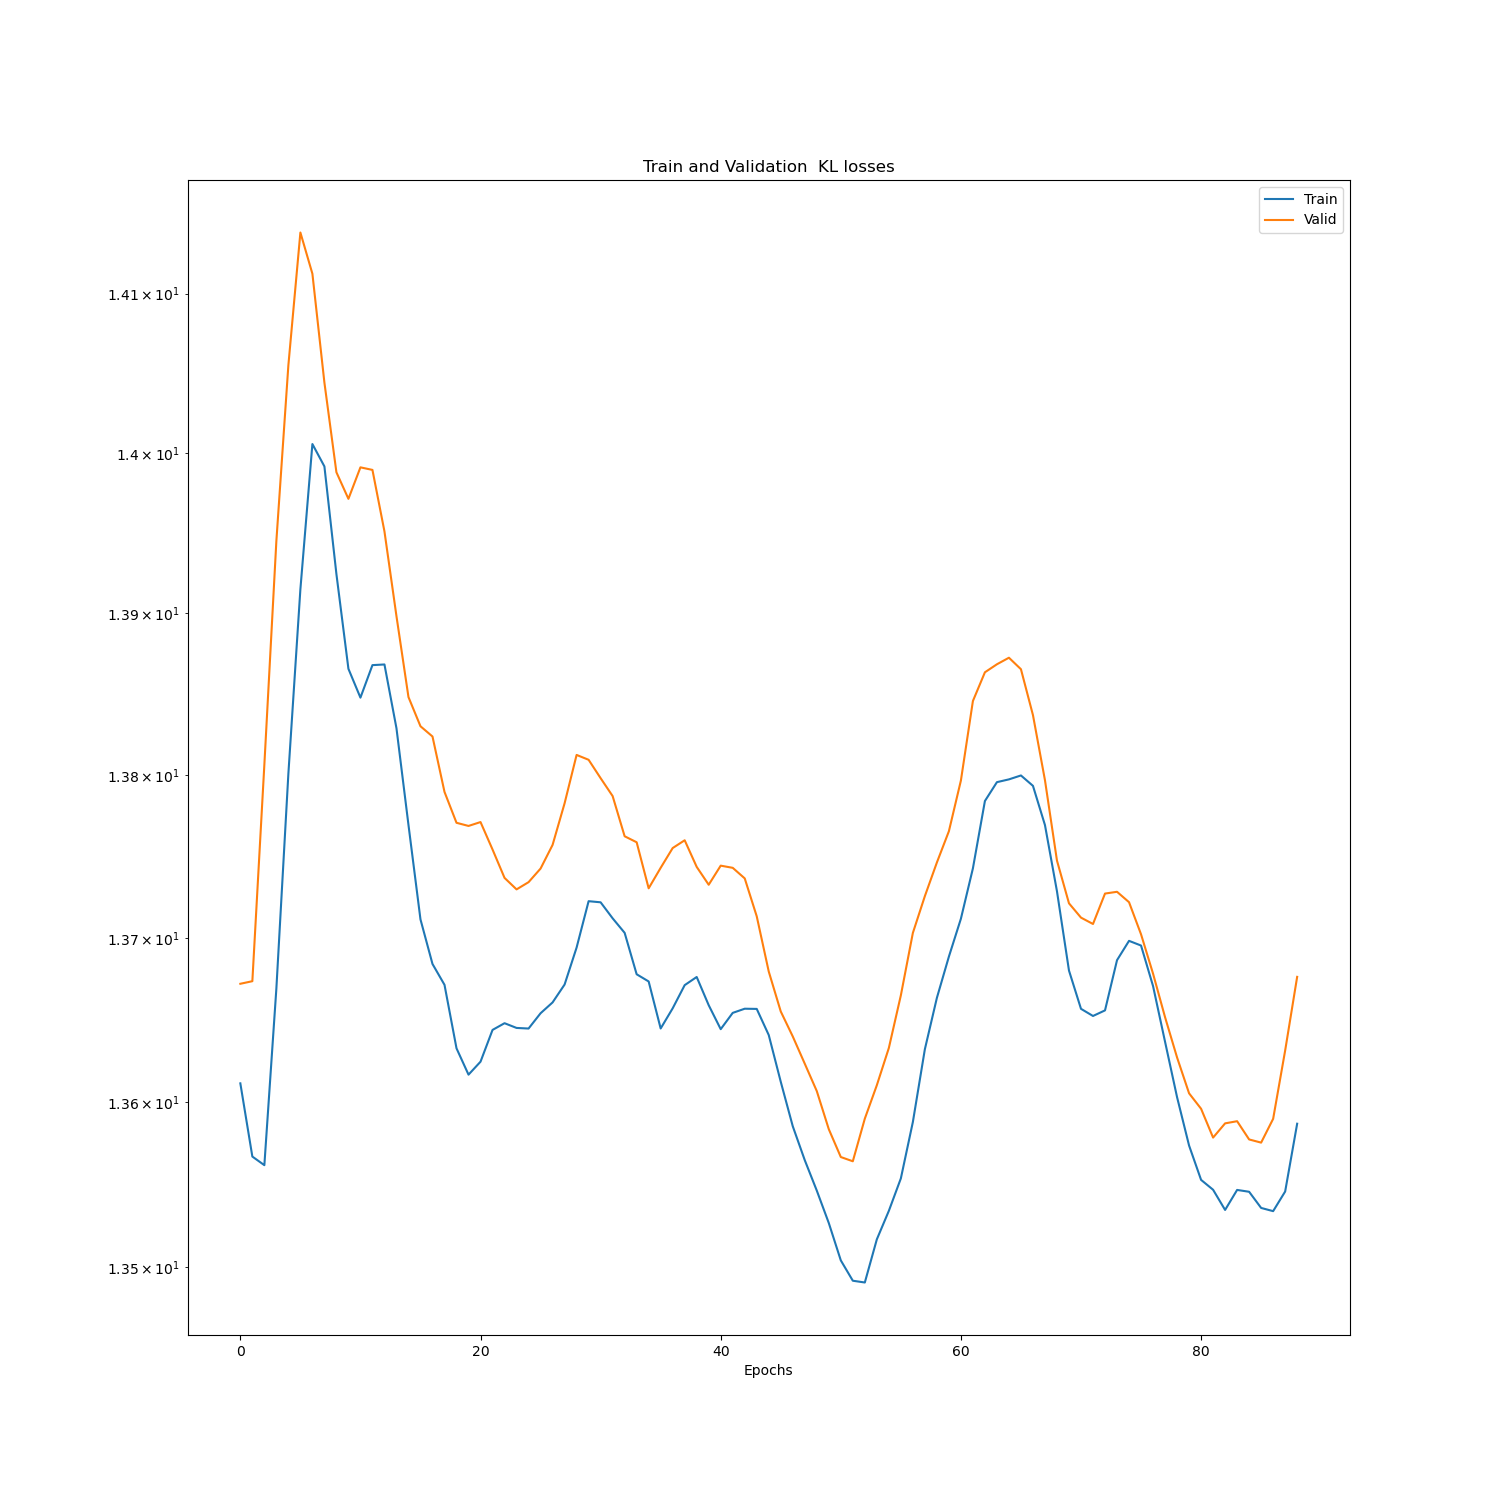 Train and Validation  KL losses
Train
Valid
1.41 × 10¹
1.4 × 10¹
1.39 × 10¹
1.38 × 10¹
1.37 × 10¹
1.36 × 10¹
1.35 × 10¹
0 20 40 60 80
Epochs